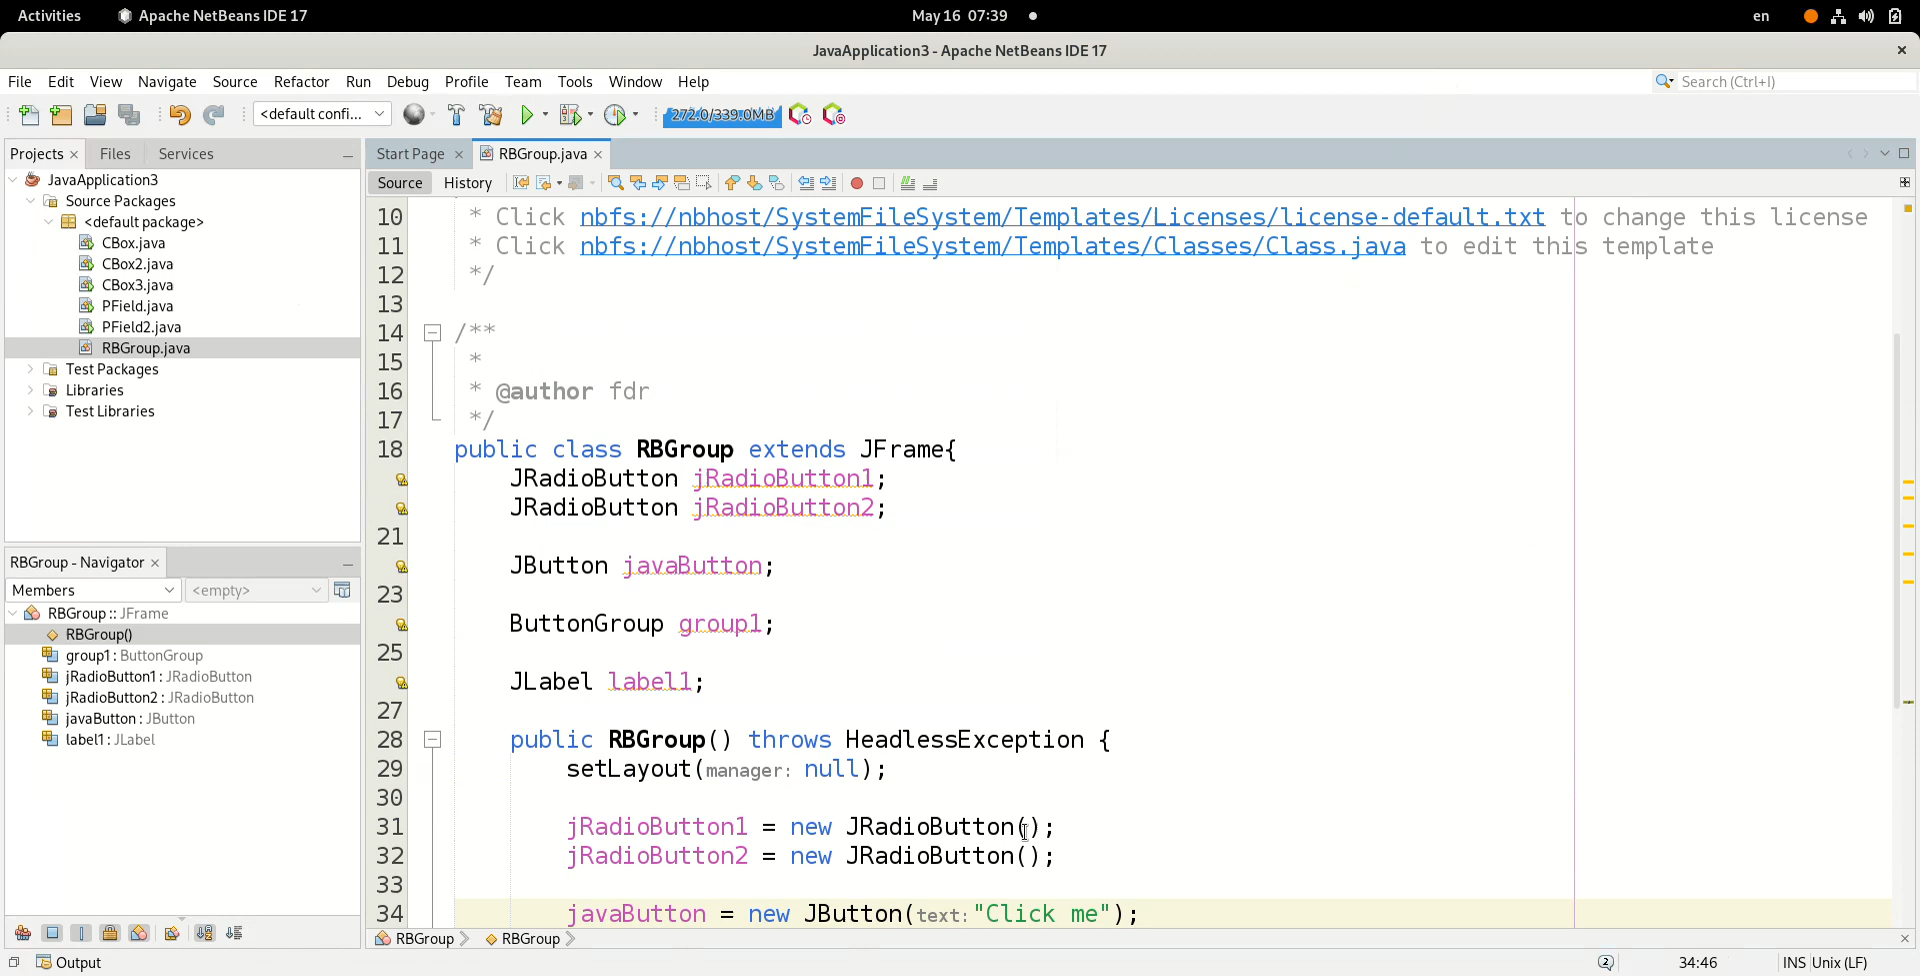 Activities
Apache NetBeans IDE 17
May 16 07:39
en
JavaApplication3 - Apache NetBeans IDE 17
File Edit View Navigate Source Refactor Run Debug Profile Team Tools Window Help
Search (Ctrl+I)
<default confi...
272.0/339.0MB
Projects
Files
Services
Start Page
RBGroup.java
JavaApplication3
Source Packages
<default package>
CBox.java
CBox2.java
CBox3.java
PField.java
PField2.java
RBGroup.java
Test Packages
Libraries
Test Libraries
RBGroup - Navigator
Members
<empty>
RBGroup :: JFrame
RBGroup()
group1 : ButtonGroup
jRadioButton1 : JRadioButton
jRadioButton2 : JRadioButton
javaButton : JButton
label1 : JLabel
Source
History
10 * Click nbfs://nbhost/SystemFileSystem/Templates/Licenses/license-default.txt to change this license
11 * Click nbfs://nbhost/SystemFileSystem/Templates/Classes/Class.java to edit this template
12 */
13
14 /**
15 *
16 * @author fdr
17 */
18 public class RBGroup extends JFrame{
JRadioButton jRadioButton1;
JRadioButton jRadioButton2;
21
JButton javaButton;
23
ButtonGroup group1;
25
JLabel label1;
27
28 public RBGroup() throws HeadlessException {
29 setLayout(manager: null);
30
31 jRadioButton1 = new JRadioButton();
32 jRadioButton2 = new JRadioButton();
33
34 javaButton = new JButton(text:"Click me");
RBGroup
RBGroup
Output
2
34:46
INS
Unix (LF)